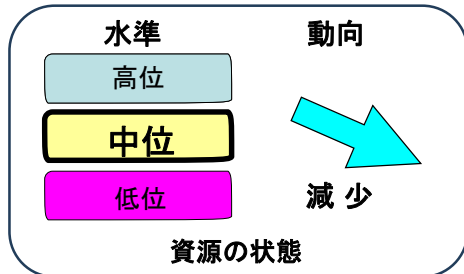 水準 動向
高位
中位
低位
減 少
資源の状態